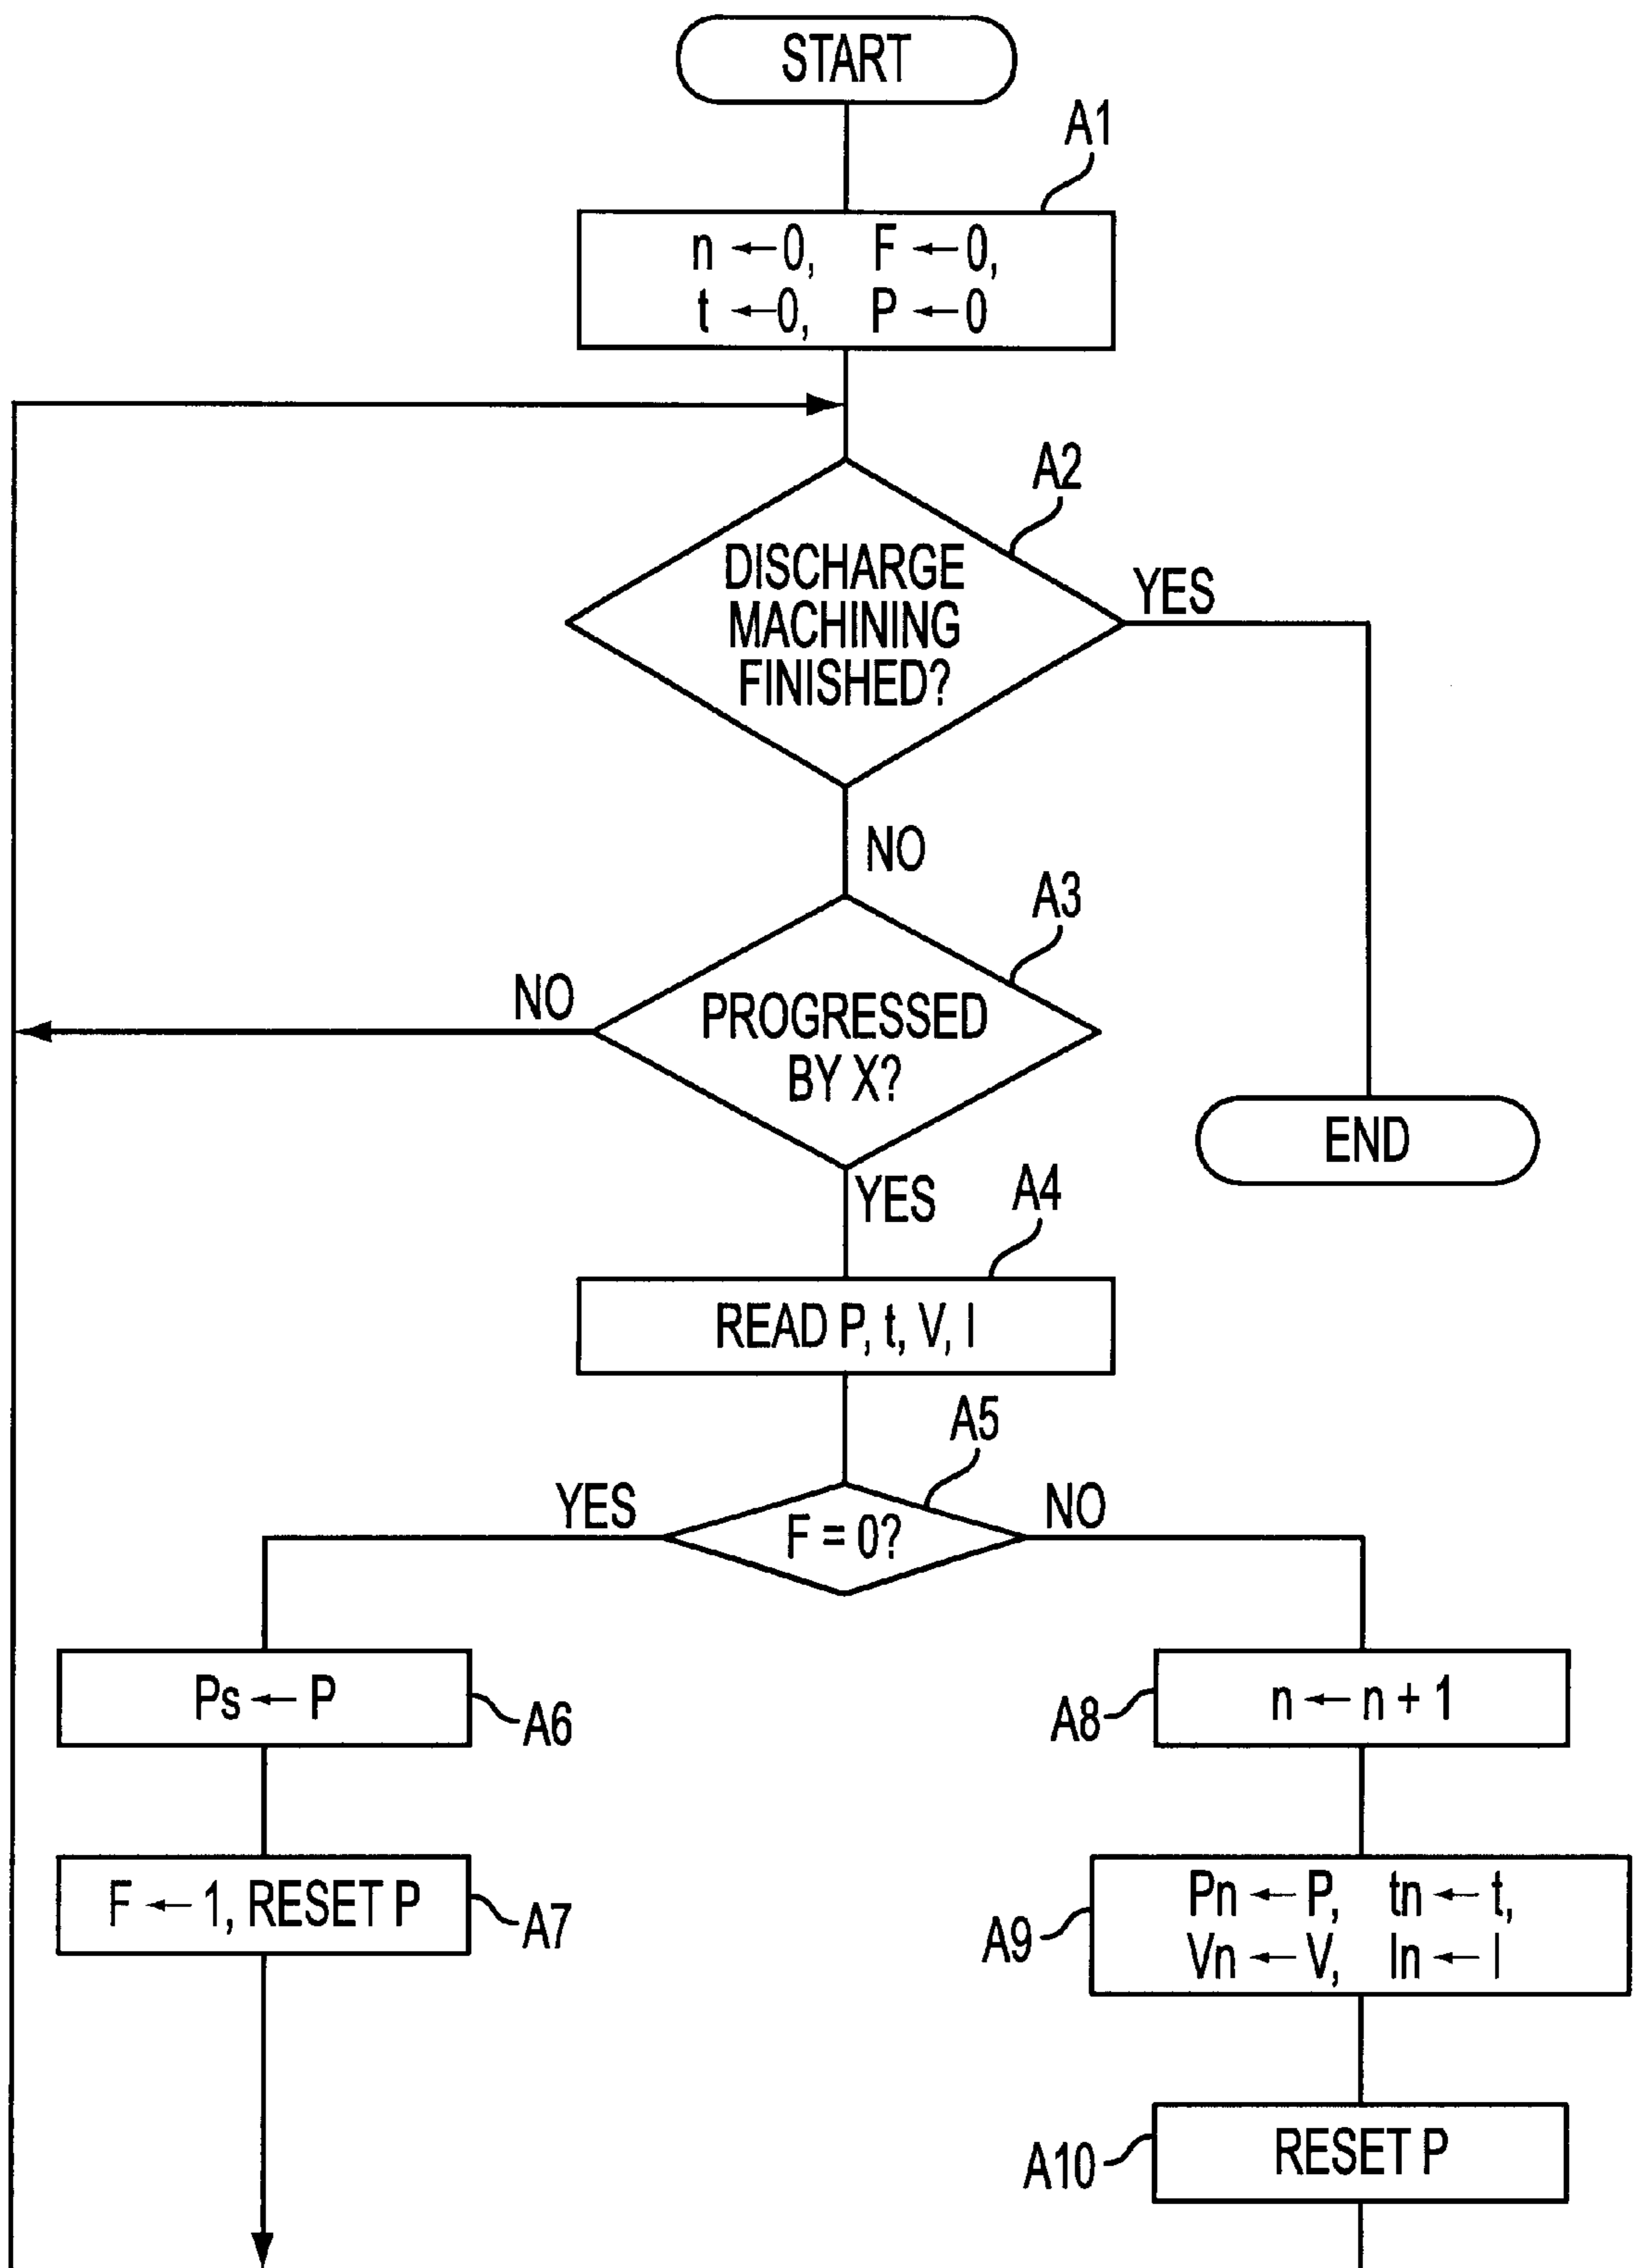 START
A1
n ←0, F ←0,
t ←0, P ←0
A2
DISCHARGE
MACHINING
FINISHED?
YES
NO
A3
NO
PROGRESSED
BY X?
END
YES
A4
READ P, t, V, I
A5
YES
NO
F = 0?
Ps ← P
A6
A8
n ← n + 1
F ← 1, RESET P
A7
A9
Pn ← P, tn ← t,
Vn ← V, In ← I
A10
RESET P